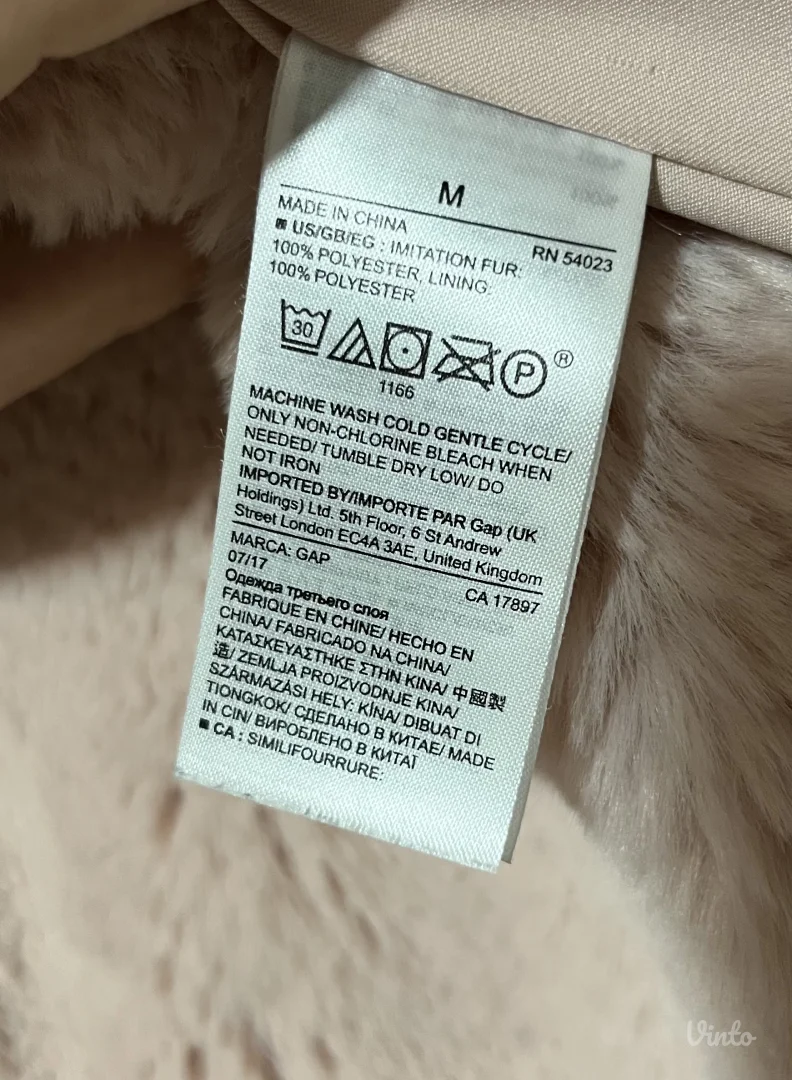 M
MADE IN CHINA
RN 54023
US/GB/EG : IMITATION FUR:
100% POLYESTER, LINING:
100% POLYESTER
30
P
®
1166
MACHINE WASH COLD GENTLE CYCLE/
ONLY NON-CHLORINE BLEACH WHEN
NEEDED/ TUMBLE DRY LOW/ DO
NOT IRON
IMPORTED BY/IMPORTE PAR Gap (UK
Holdings) Ltd. 5th Floor, 6 St Andrew
Street London EC4A 3AE, United Kingdom
MARCA: GAP
CA 17897
07/17
Одежда третьего слоя
FABRIQUE EN CHINE/ HECHO EN
CHINA/ FABRICADO NA CHINA/
ΚΑΤΑΣΚΕΥΑΣΤΗΚΕ ΣΤΗΝ ΚΙΝΑ/ 中國製
造/ ZEMLJA PROIZVODNJE KINA/
SZÁRMAZÁSI HELY: KÍNA/ DIBUAT DI
TIONGKOK/ СДЕЛАНО В КИТАЕ/ MADE
IN CIN/ ВИРОБЛЕНО В КИТАЇ
CA : SIMILIFOURRURE:
Vinto